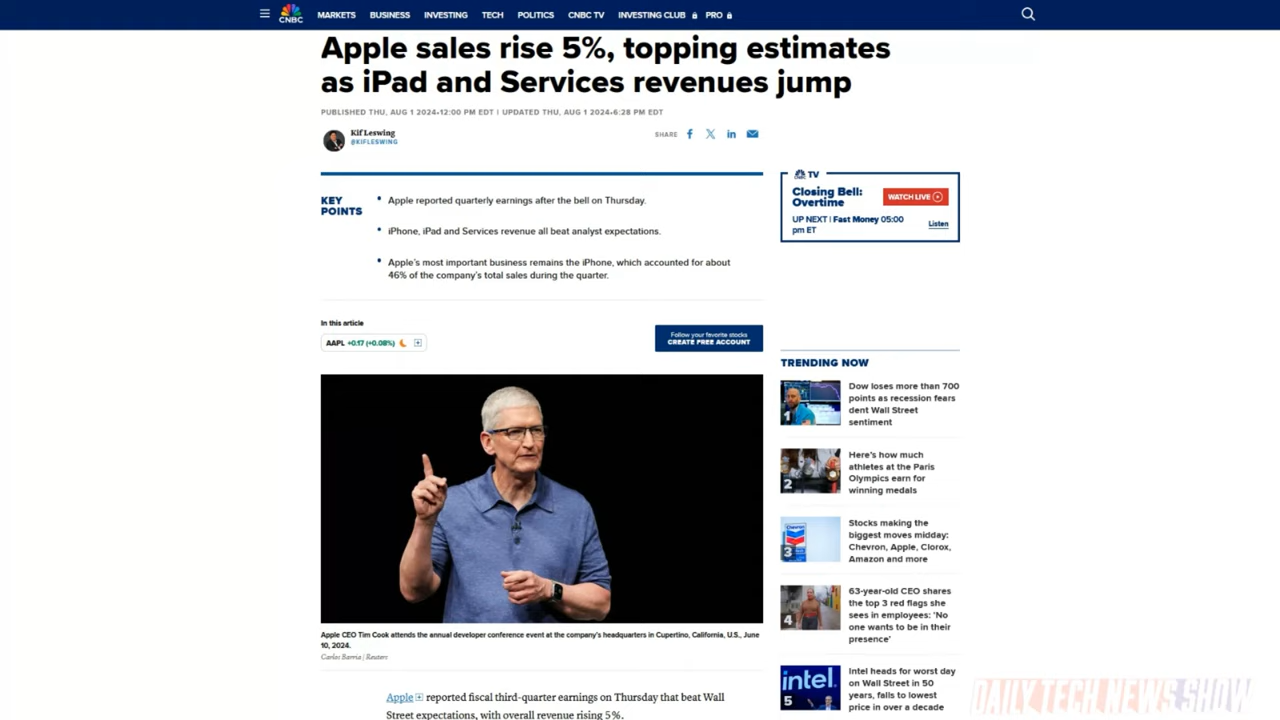 CNBC
MARKETS BUSINESS INVESTING TECH POLITICS CNBC TV INVESTING CLUB PRO
Apple sales rise 5%, topping estimates
as iPad and Services revenues jump
PUBLISHED THU, AUG 1 2024•12:00 PM EDT | UPDATED THU, AUG 1 2024•6:28 PM EDT
Kif Leswing
@KIFLESWING
SHARE
KEY
POINTS
Apple reported quarterly earnings after the bell on Thursday.
iPhone, iPad and Services revenue all beat analyst expectations.
Apple's most important business remains the iPhone, which accounted for about
46% of the company's total sales during the quarter.
In this article
AAPL +0.17 (+0.08%)
Follow your favorite stocks
CREATE FREE ACCOUNT
Apple CEO Tim Cook attends the annual developer conference event at the company's headquarters in Cupertino, California, U.S., June
10, 2024.
Carlos Barria | Reuters
Apple reported fiscal third-quarter earnings on Thursday that beat Wall
Street expectations, with overall revenue rising 5%.
TV
Closing Bell:
Overtime
WATCH LIVE
UP NEXT | Fast Money 05:00
pm ET
Listen
TRENDING NOW
1
Dow loses more than 700
points as recession fears
dent Wall Street
sentiment
2
Here's how much
athletes at the Paris
Olympics earn for
winning medals
Chevron
3
Stocks making the
biggest moves midday:
Chevron, Apple, Clorox,
Amazon and more
4
63-year-old CEO shares
the top 3 red flags she
sees in employees: 'No
one wants to be in their
presence'
intel
5
Intel heads for worst day
on Wall Street in 50
years, falls to lowest
price in over a decade
DAILY TECH NEWS SHOW